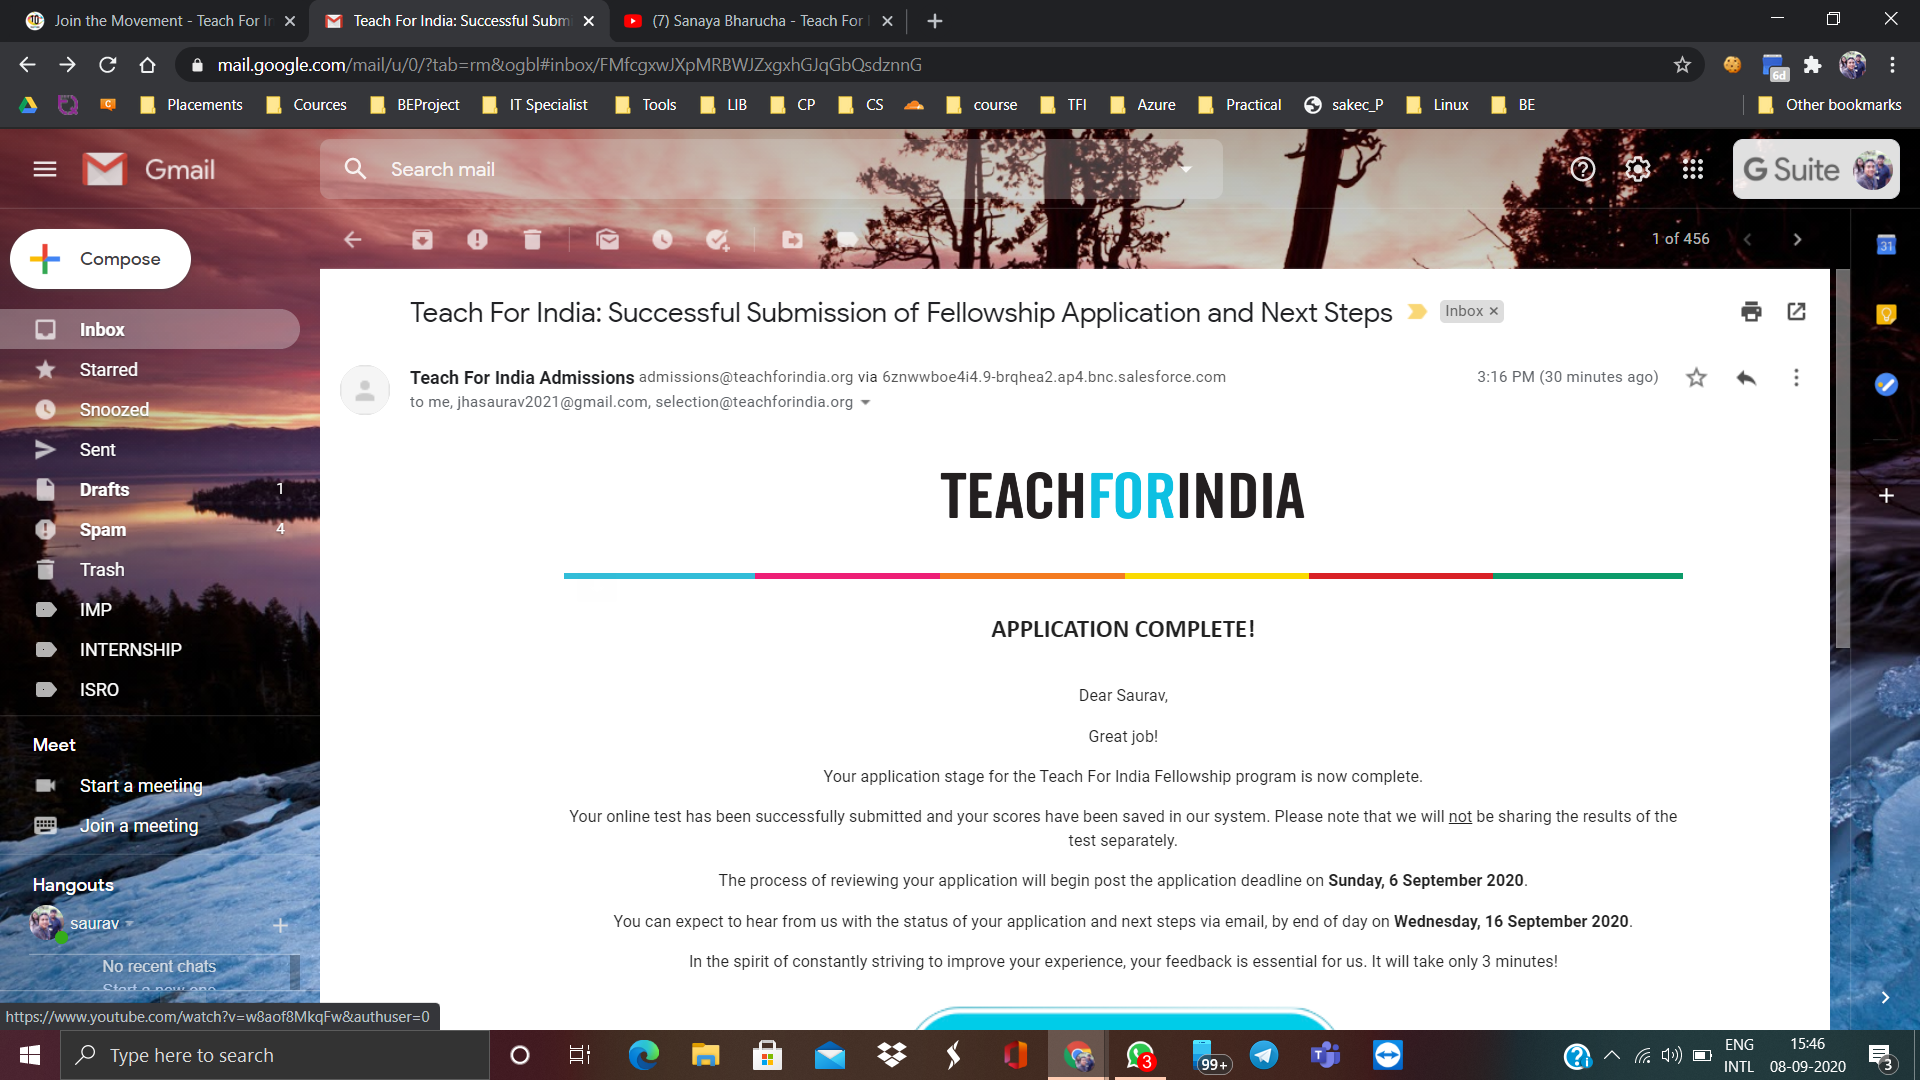 Join the Movement - Teach For In
Teach For India: Successful Subm
(7) Sanaya Bharucha - Teach For I
mail.google.com/mail/u/0/?tab=rm&ogbl#inbox/FMfcgxwJXpMRBWJZxgxhGJqGbQsdznnG
6d
Placements
Cources
BEProject
IT Specialist
Tools
LIB
CP
CS
course
TFI
Azure
Practical
sakec_P
Linux
BE
Other bookmarks
Gmail
Search mail
G Suite
1 of 456
31
Compose
Inbox
Starred
Snoozed
Sent
Drafts 1
Spam 4
Trash
IMP
INTERNSHIP
ISRO
Meet
Start a meeting
Join a meeting
Hangouts
saurav
No recent chats
Start a new one
https://www.youtube.com/watch?v=w8aof8MkqFw&authuser=0
Teach For India: Successful Submission of Fellowship Application and Next Steps
Inbox ×
Teach For India Admissions admissions@teachforindia.org via 6znwwboe4i4.9-brqhea2.ap4.bnc.salesforce.com
3:16 PM (30 minutes ago)
to me, jhasaurav2021@gmail.com, selection@teachforindia.org
TEACHFORINDIA
APPLICATION COMPLETE!
Dear Saurav,
Great job!
Your application stage for the Teach For India Fellowship program is now complete.
Your online test has been successfully submitted and your scores have been saved in our system. Please note that we will not be sharing the results of the
test separately.
The process of reviewing your application will begin post the application deadline on Sunday, 6 September 2020.
You can expect to hear from us with the status of your application and next steps via email, by end of day on Wednesday, 16 September 2020.
In the spirit of constantly striving to improve your experience, your feedback is essential for us. It will take only 3 minutes!
Type here to search
3
99+
ENG
INTL
15:46
08-09-2020
3